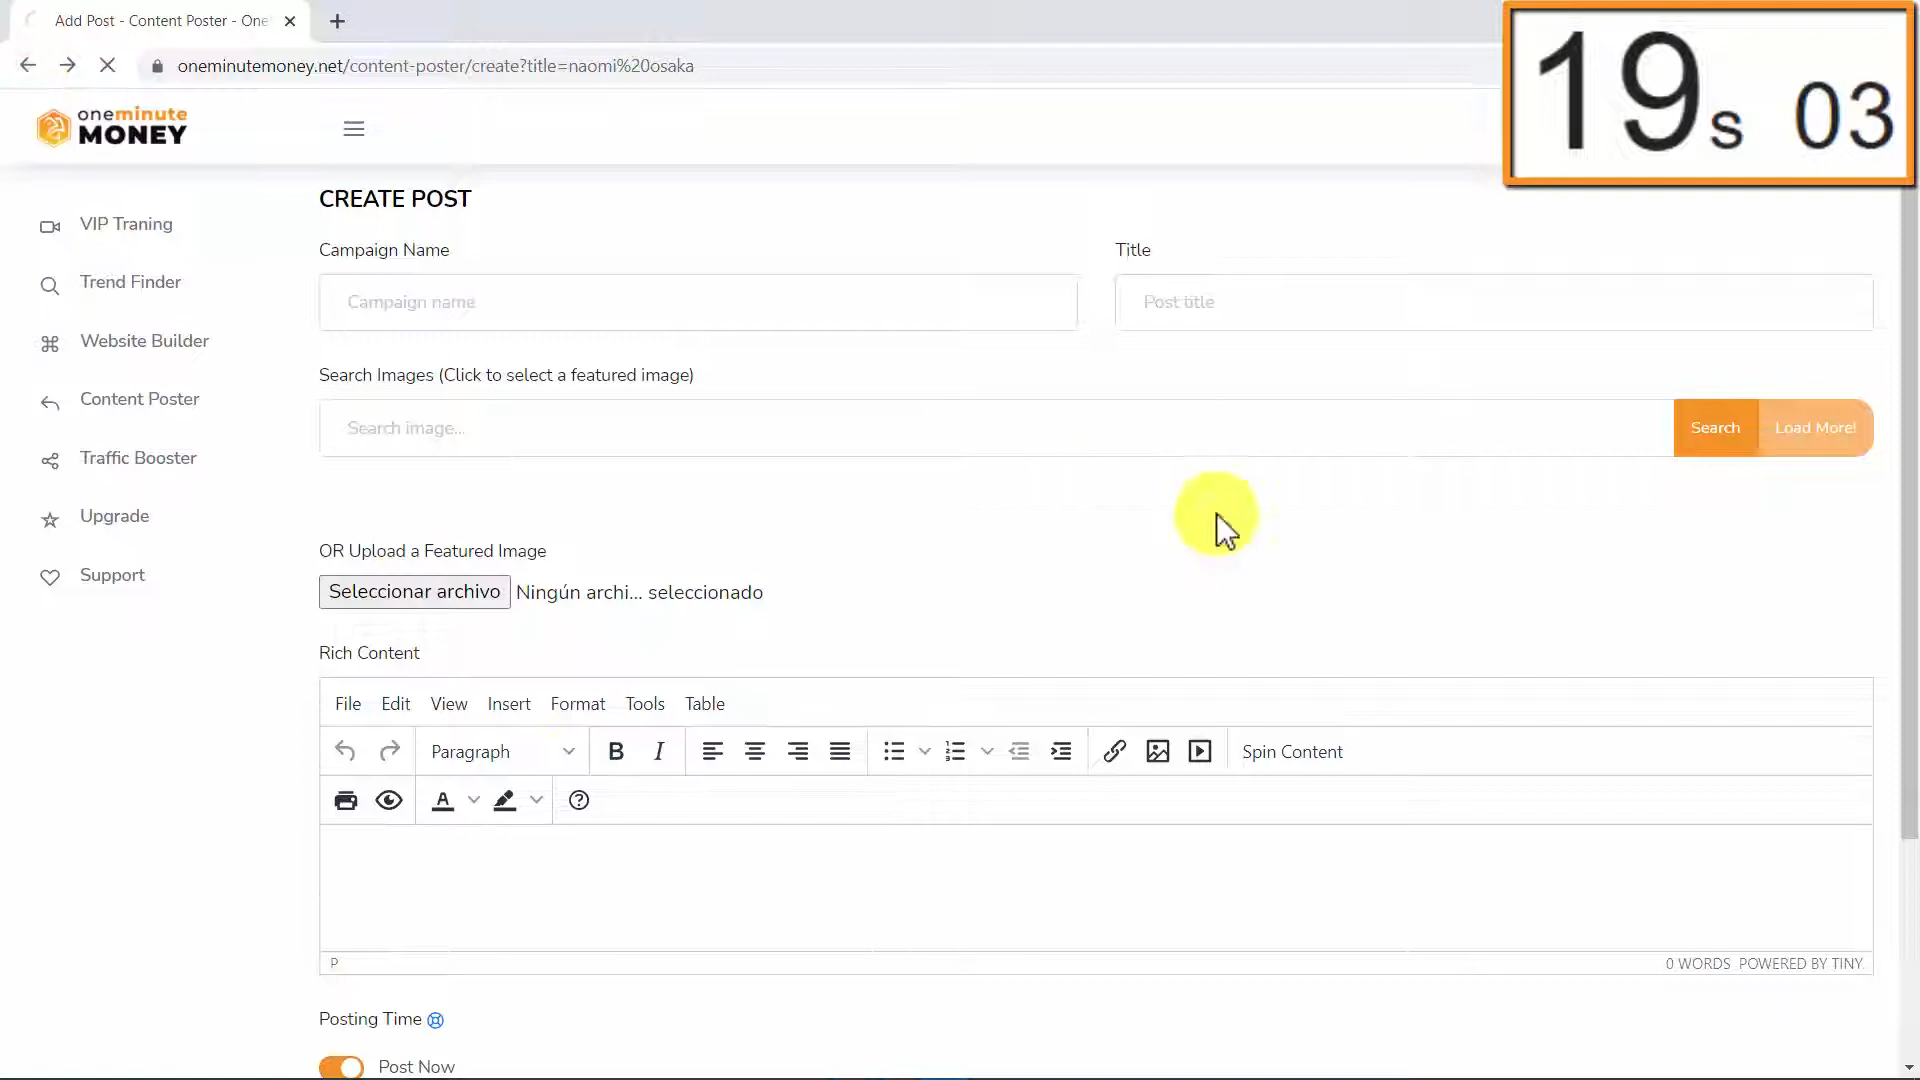 Add Post - Content Poster - One
oneminutemoney.net/content-poster/create?title=naomi%20osaka
19s 03
oneminute
MONEY
VIP Traning
Trend Finder
Website Builder
Content Poster
Traffic Booster
Upgrade
Support
CREATE POST
Campaign Name
Title
Campaign name
Post title
Search Images (Click to select a featured image)
Search image...
Search
Load More!
OR Upload a Featured Image
Seleccionar archivo
Ningún archi... seleccionado
Rich Content
File Edit View Insert Format Tools Table
Paragraph
B I
Spin Content
A
P
0 WORDS POWERED BY TINY
Posting Time
Post Now